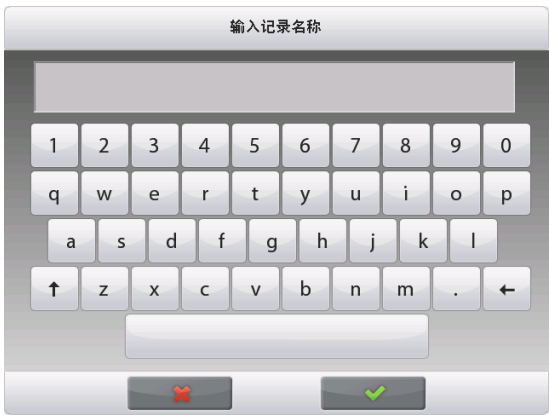 输入记录名称
1 2 3 4 5 6 7 8 9 0
q w e r t y u i o p
a s d f g h j k l
↑ z x c v b n m . ←